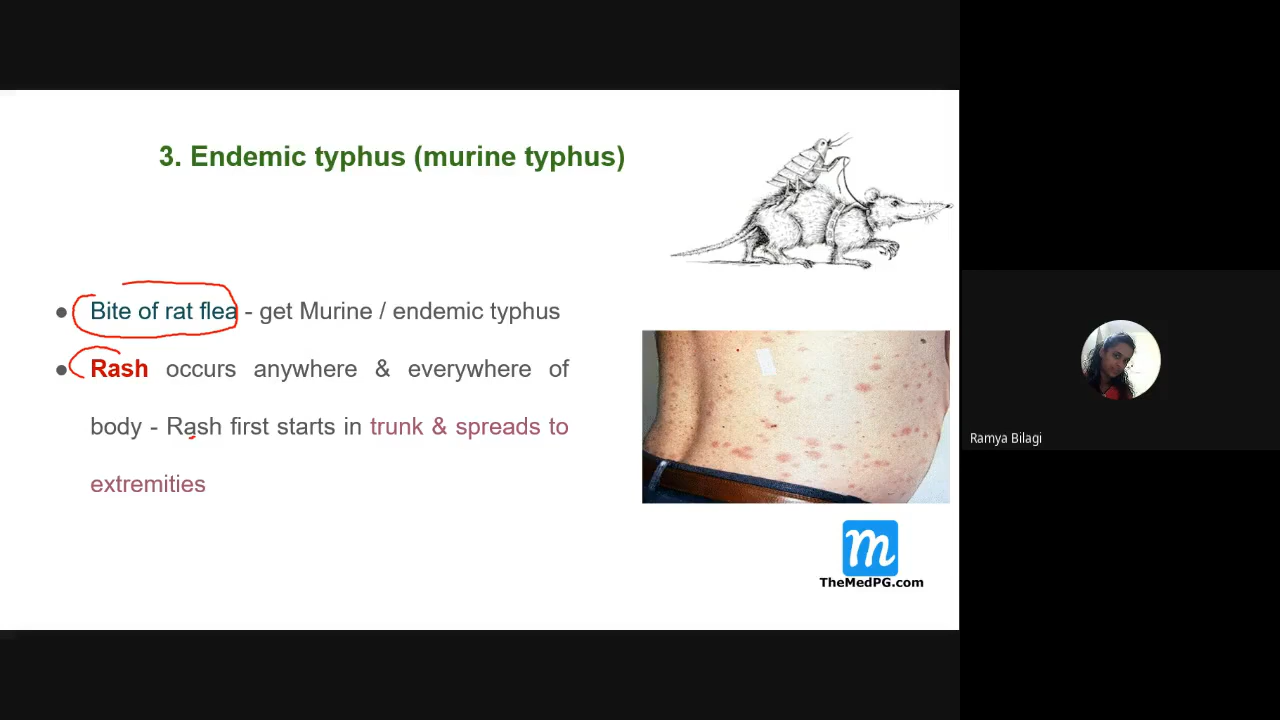 3. Endemic typhus (murine typhus)
● Bite of rat flea - get Murine / endemic typhus
● Rash occurs anywhere & everywhere of
body - Rash first starts in trunk & spreads to
extremities
m
TheMedPG.com
Ramya Bilagi